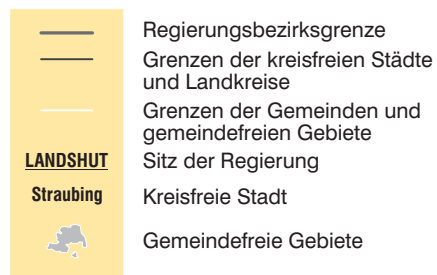 Regierungsbezirksgrenze
Grenzen der kreisfreien Städte
und Landkreise
Grenzen der Gemeinden und
gemeindefreien Gebiete
LANDSHUT Sitz der Regierung
Straubing Kreisfreie Stadt
Gemeindefreie Gebiete